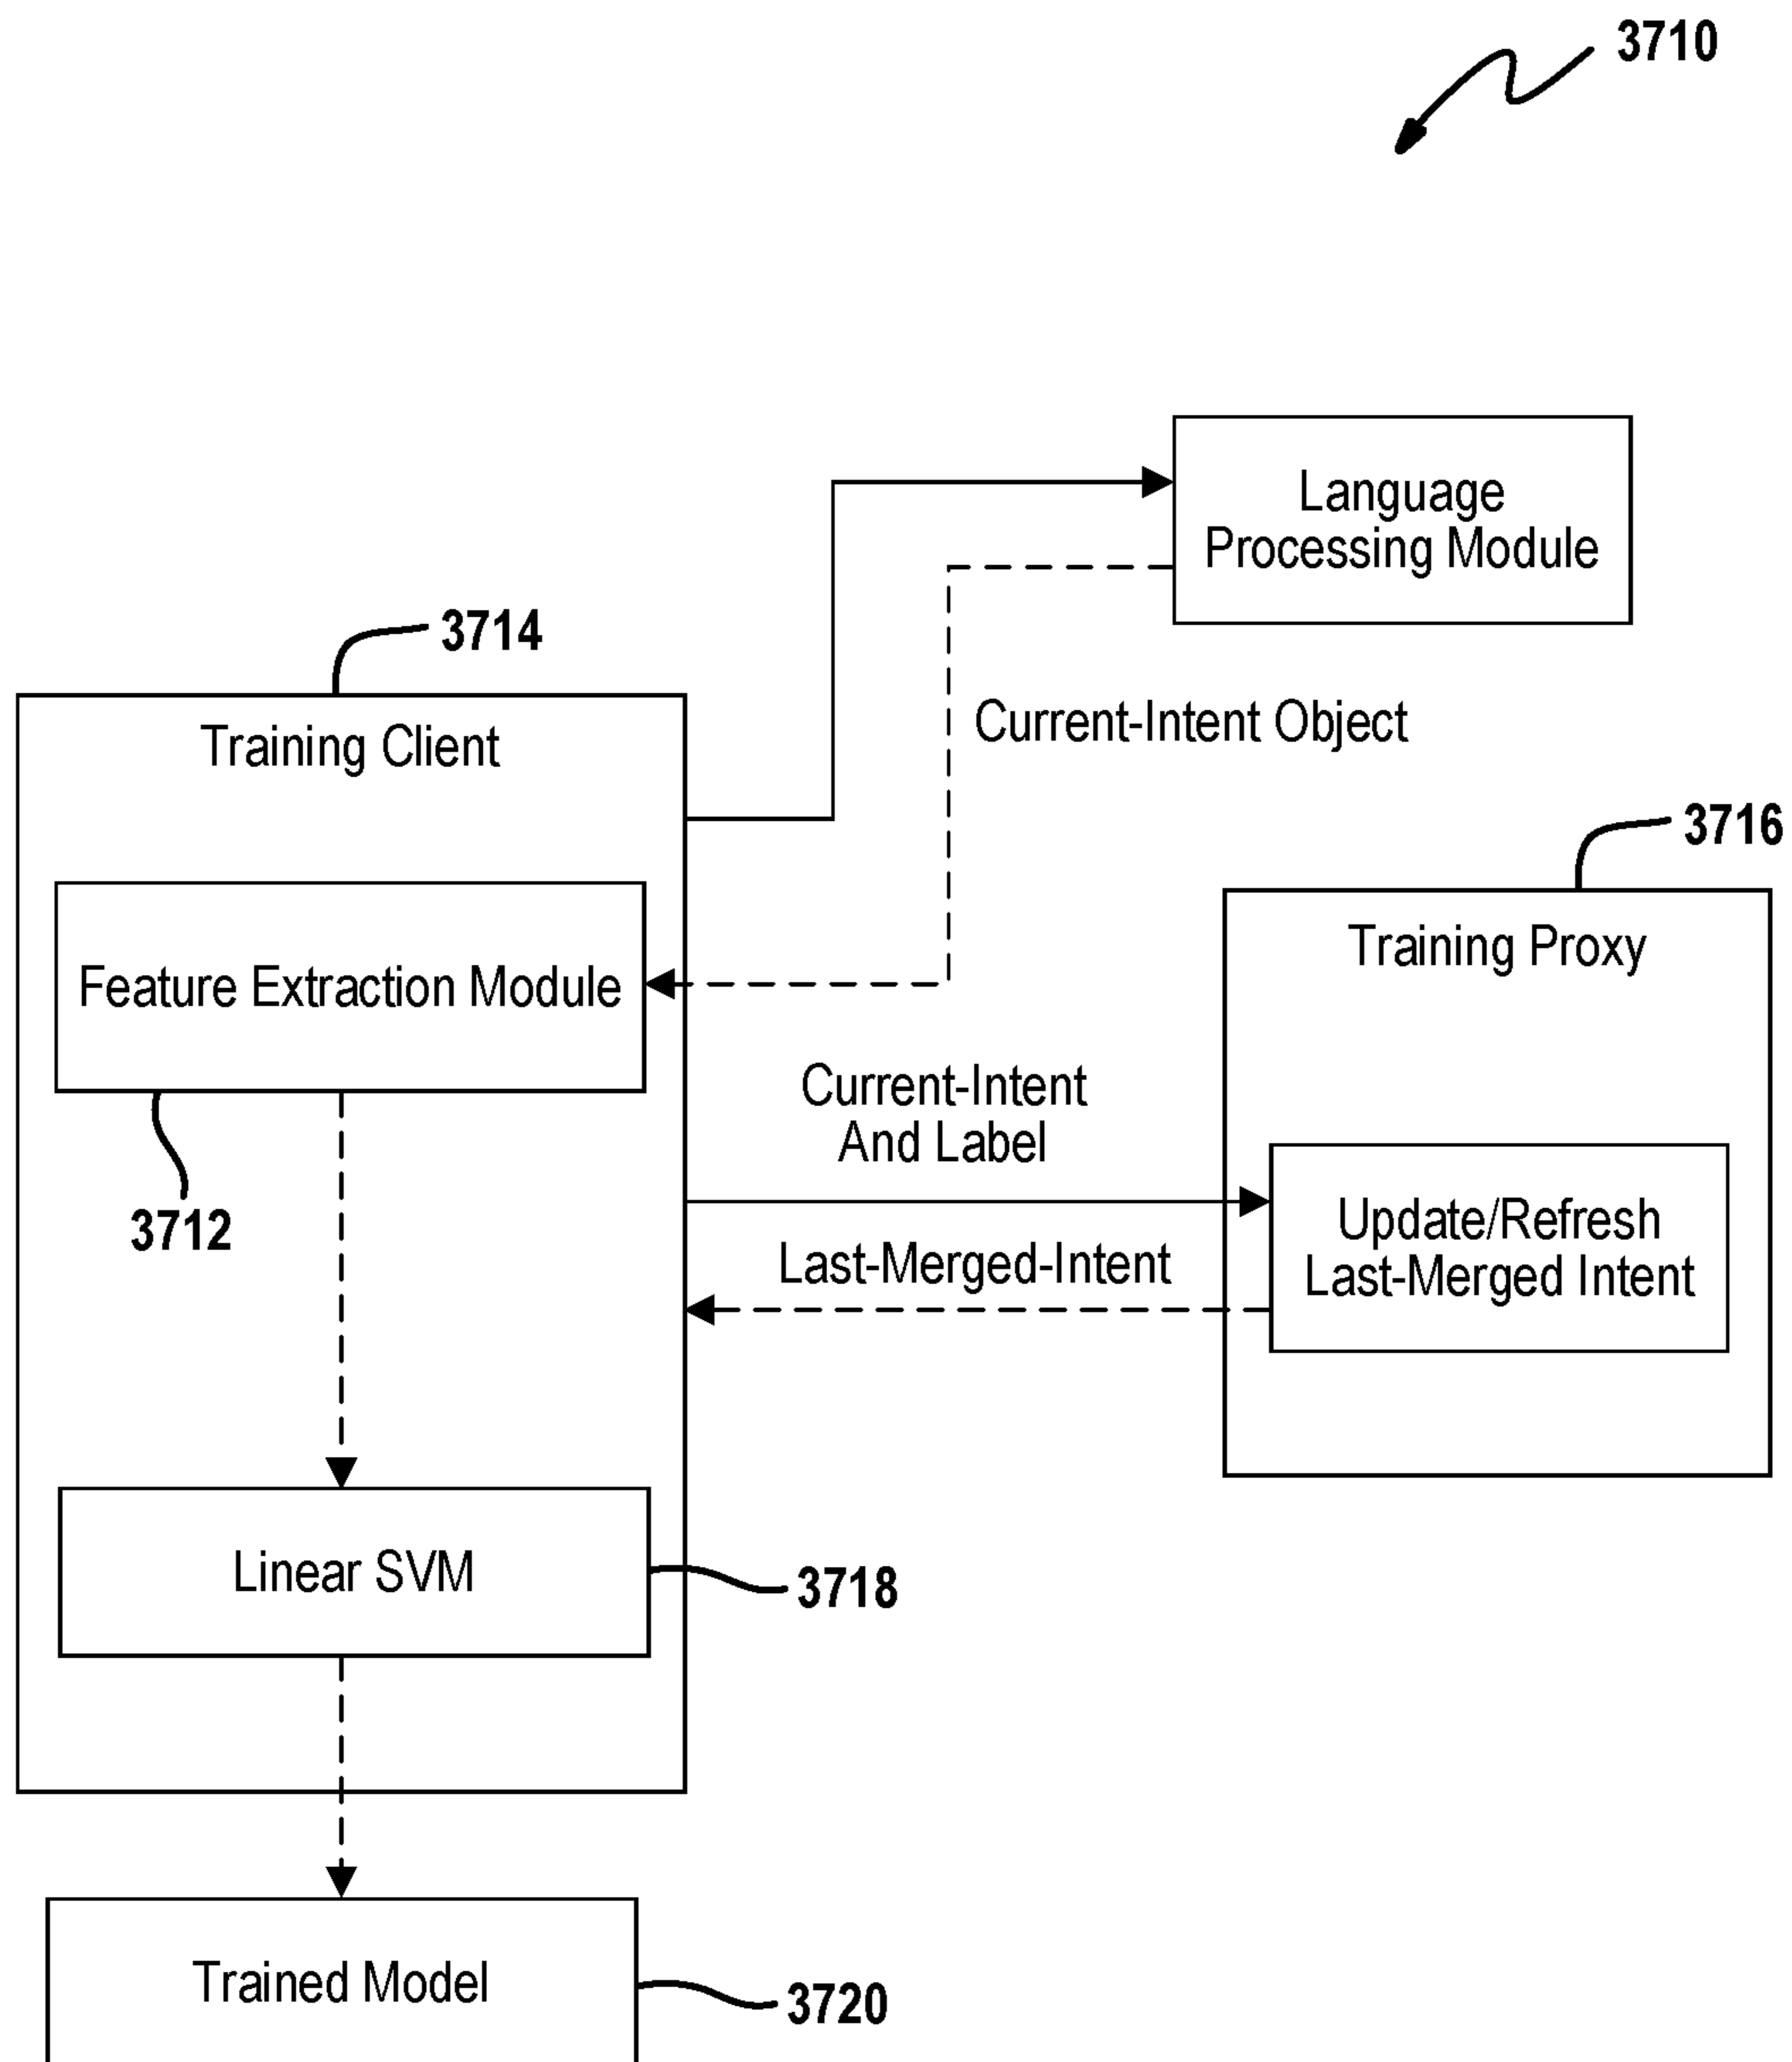 3710
Language
Processing Module
3714
Training Client
Current-Intent Object
3716
Training Proxy
Feature Extraction Module
Current-Intent
And Label
3712
Update/Refresh
Last-Merged Intent
Last-Merged-Intent
Linear SVM
3718
Trained Model
3720